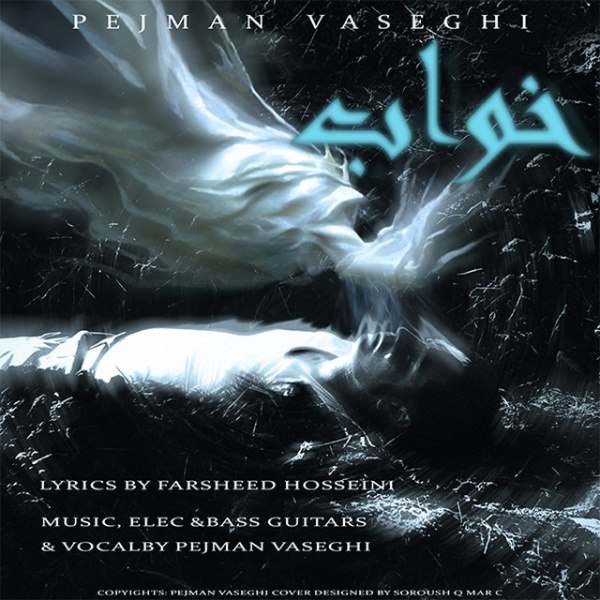 PEJMAN VASEGHI
خواب
LYRICS BY FARSHEED HOSSEINI
MUSIC, ELEC &BASS GUITARS
& VOCALBY PEJMAN VASEGHI
COPYIGHTS: PEJMAN VASEGHI COVER DESIGNED BY SOROUSH Q MAR C